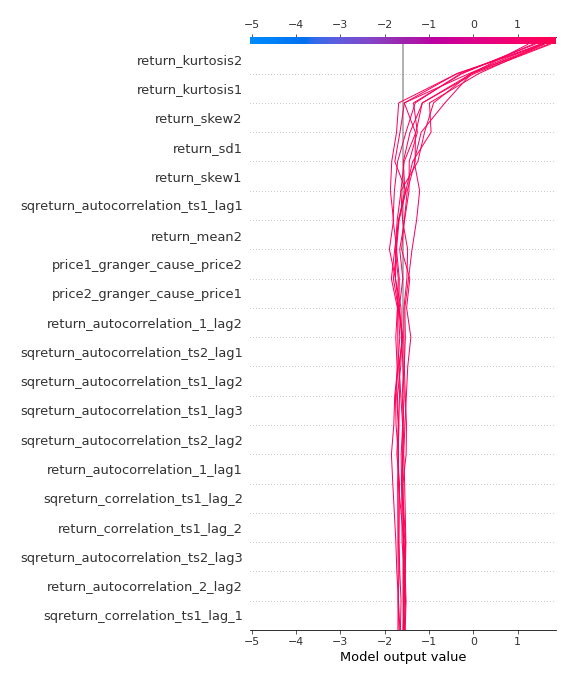 −5 −4 −3 −2 −1 0 1
return_kurtosis2
return_kurtosis1
return_skew2
return_sd1
return_skew1
sqreturn_autocorrelation_ts1_lag1
return_mean2
price1_granger_cause_price2
price2_granger_cause_price1
return_autocorrelation_1_lag2
sqreturn_autocorrelation_ts2_lag1
sqreturn_autocorrelation_ts1_lag2
sqreturn_autocorrelation_ts1_lag3
sqreturn_autocorrelation_ts2_lag2
return_autocorrelation_1_lag1
sqreturn_correlation_ts1_lag_2
return_correlation_ts1_lag_2
sqreturn_autocorrelation_ts2_lag3
return_autocorrelation_2_lag2
sqreturn_correlation_ts1_lag_1
−5 −4 −3 −2 −1 0 1
Model output value